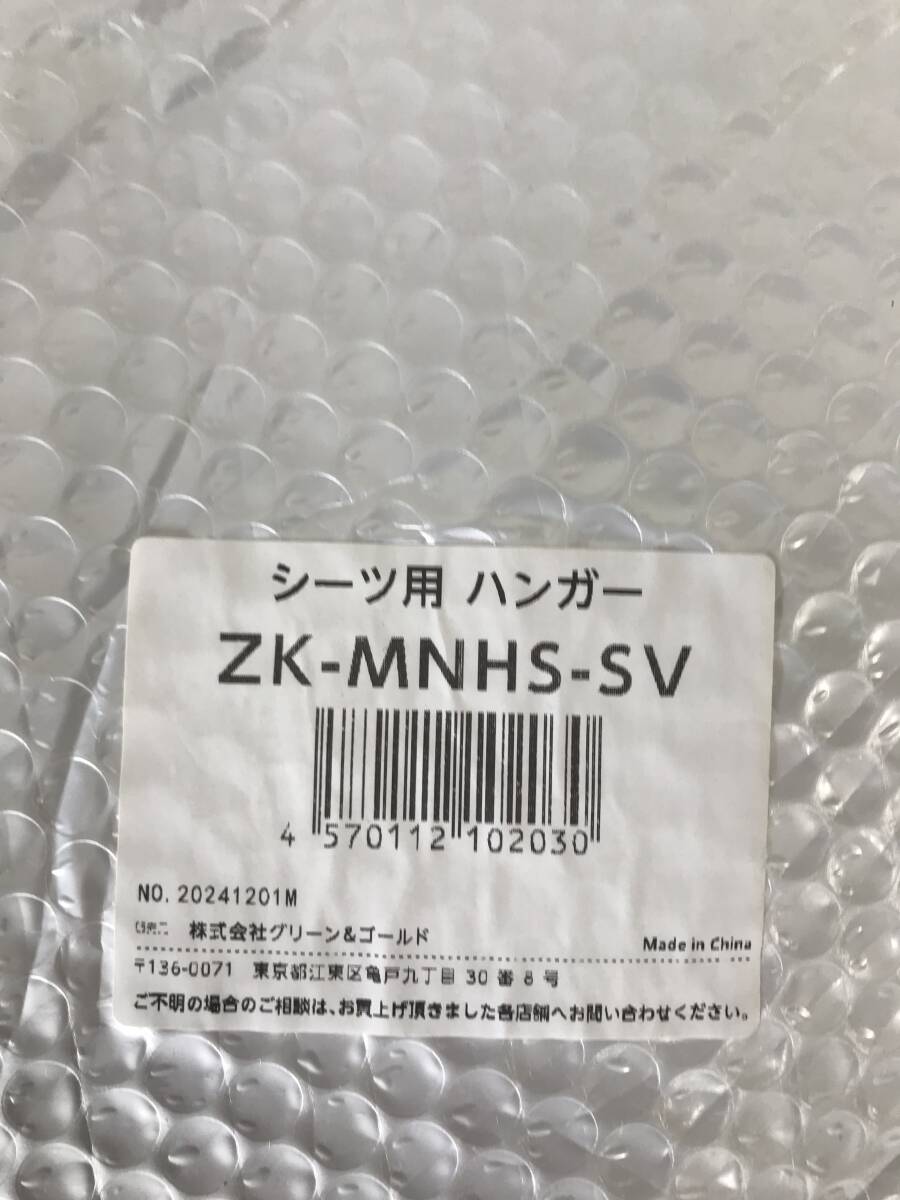 シーツ用 ハンガー
ZK-MNHS-SV
4 570112 102030
NO. 20241201M
株式会社グリーン&ゴールド
Made in China
〒136-0071 東京都江東区亀戸九丁目 30 番 8 号
ご不明の場合のご相談は、お買上げ頂きました各店舗へお問い合わせください。